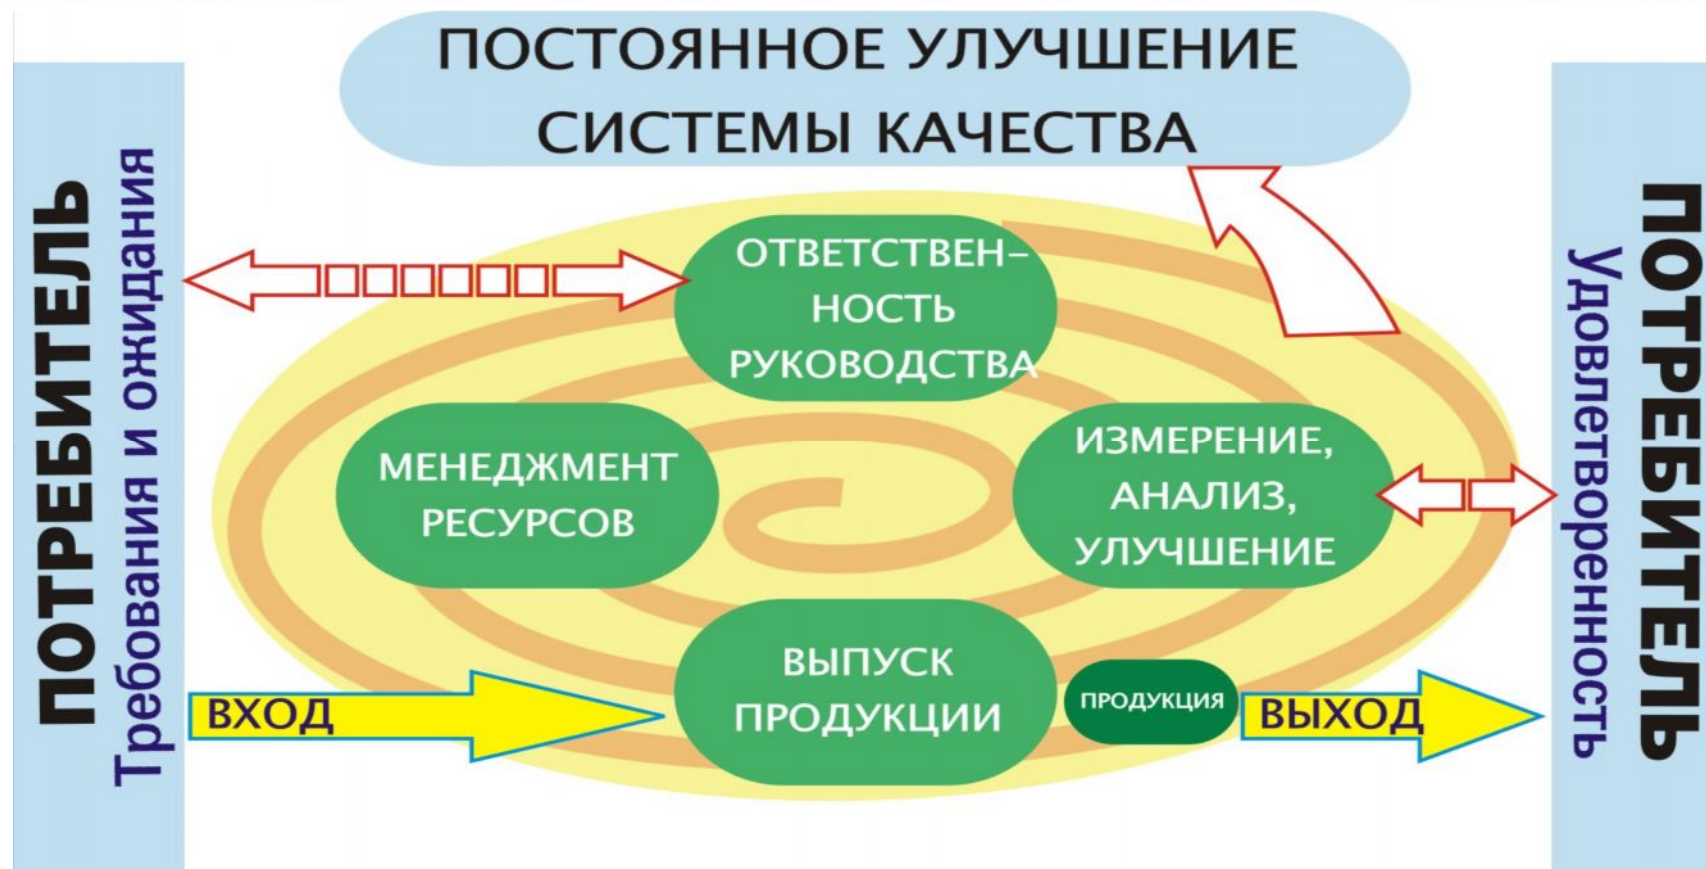 ПОСТОЯННОЕ УЛУЧШЕНИЕ
СИСТЕМЫ КАЧЕСТВА
ПОТРЕБИТЕЛЬ
Требования и ожидания
ОТВЕТСТВЕН–
НОСТЬ
РУКОВОДСТВА
МЕНЕДЖМЕНТ
РЕСУРСОВ
ИЗМЕРЕНИЕ,
АНАЛИЗ,
УЛУЧШЕНИЕ
ВЫПУСК
ПРОДУКЦИИ
ПРОДУКЦИЯ
ВХОД
ВЫХОД
ПОТРЕБИТЕЛЬ
Удовлетворенность